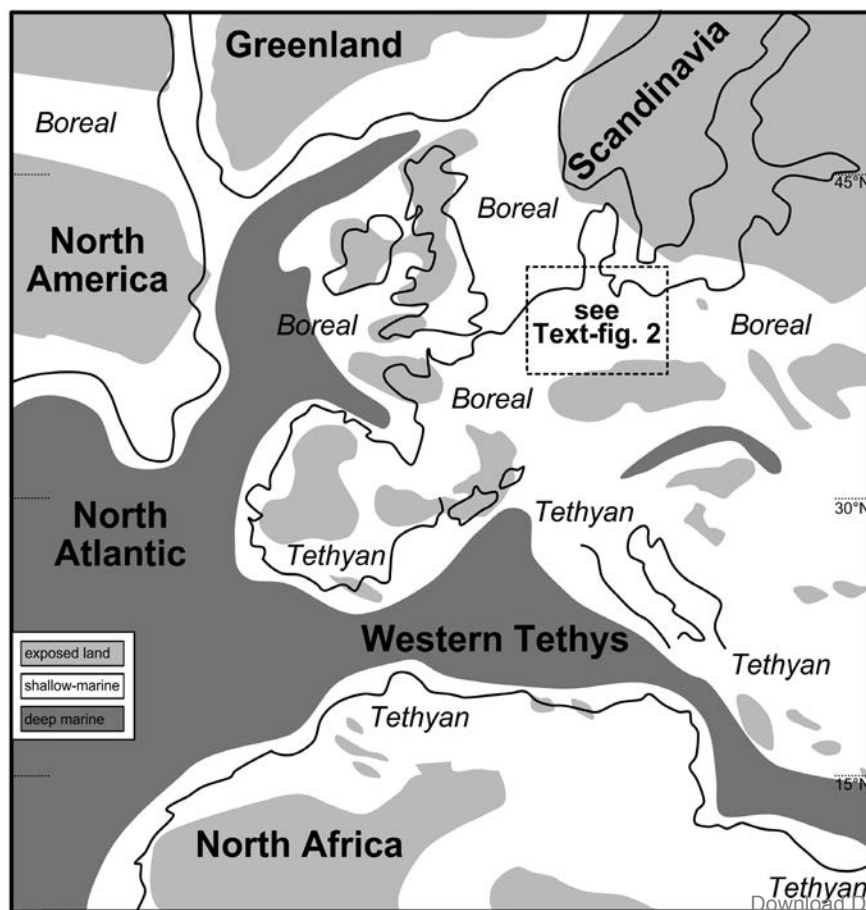 Greenland
Scandinavia
Boreal
45°N
Boreal
North
America
see
Text-fig. 2
Boreal
Boreal
Boreal
North
Atlantic
30°N
Tethyan
Tethyan
Western Tethys
exposed land
shallow-marine
deep marine
Tethyan
Tethyan
15°N
North Africa
Tethyan
Download D